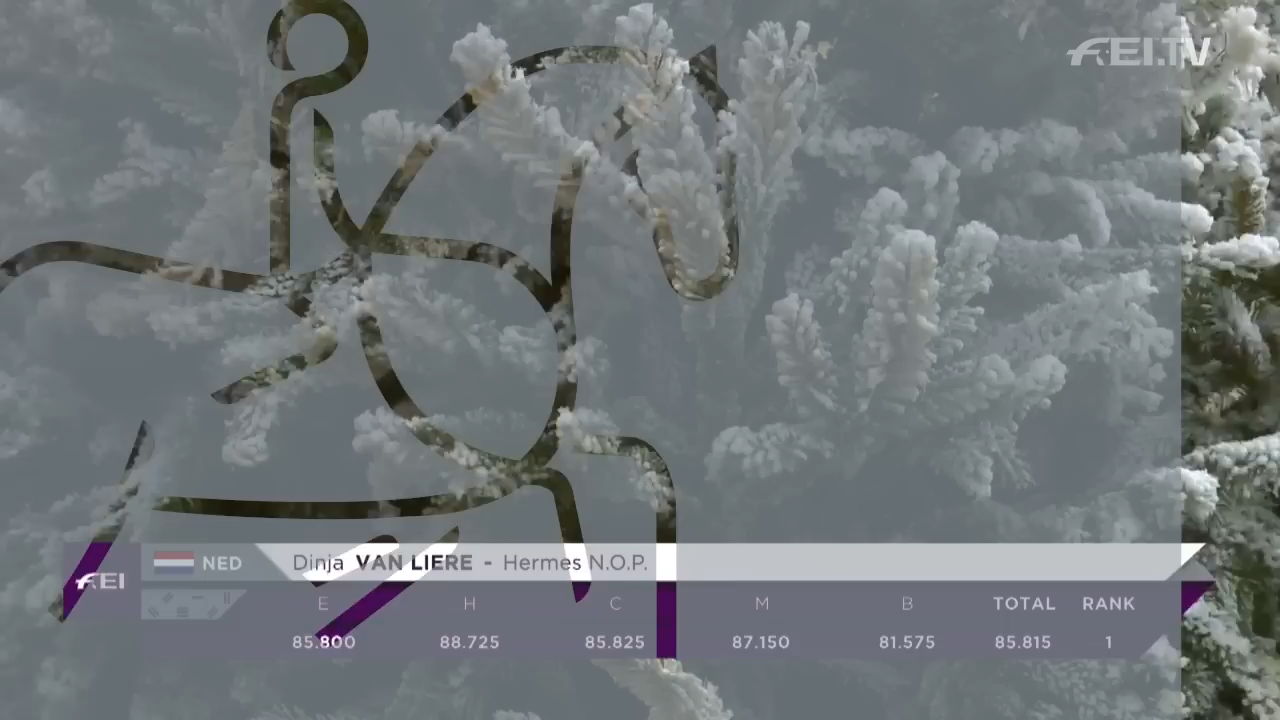 FEI.TV
NED Dinja VAN LIERE - Hermes N.O.P.
FEI
E H C M B TOTAL RANK
85.800 88.725 85.825 87.150 81.575 85.815 1